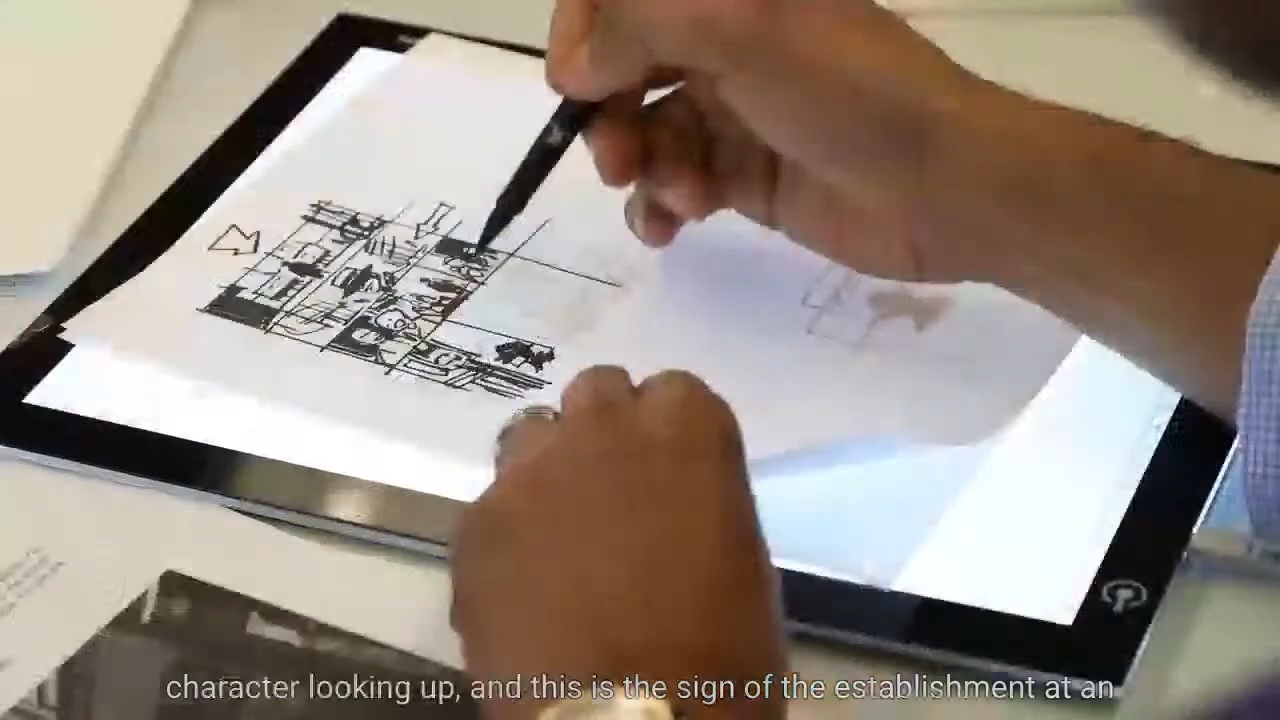 character looking up, and this is the sign of the establishment at an